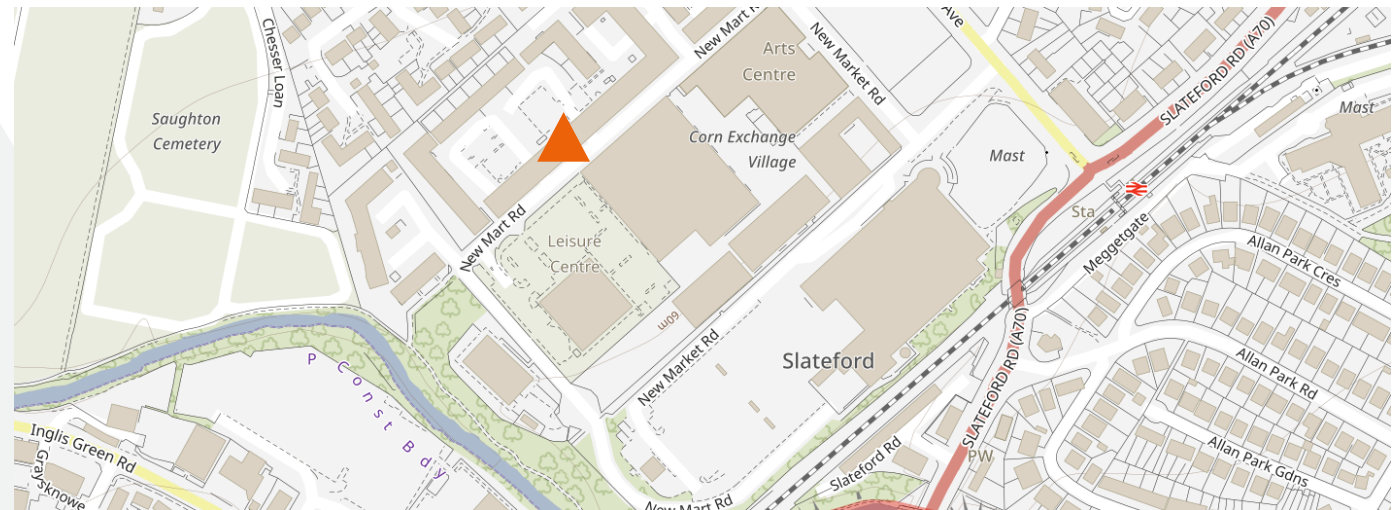 New Mart R
Ave
Chesser Loan
Arts
Centre
New Market Rd
SLATEFORD RD (A70)
Saughton
Cemetery
Corn Exchange
Village
Mast
Mast
Sta
New Mart Rd
Leisure
Centre
Meggetgate
Allan Park Cres
60m
SLATEFORD RD (A70)
New Market Rd
Slateford
P Const Bdy
Allan Park Rd
Inglis Green Rd
Graysknowe
Slateford Rd
PW
Allan Park Gdns
New Mart Rd